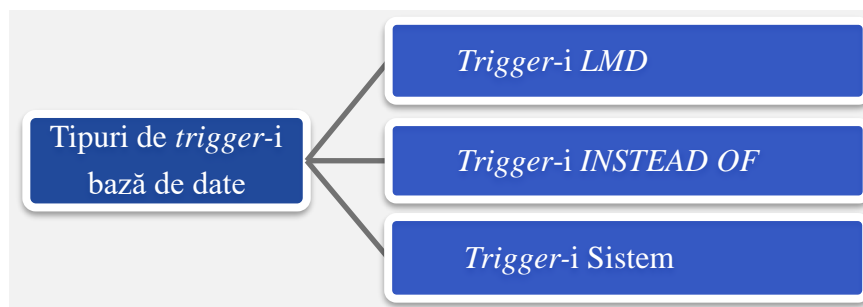 Tipuri de trigger-i
bază de date
Trigger-i LMD
Trigger-i INSTEAD OF
Trigger-i Sistem